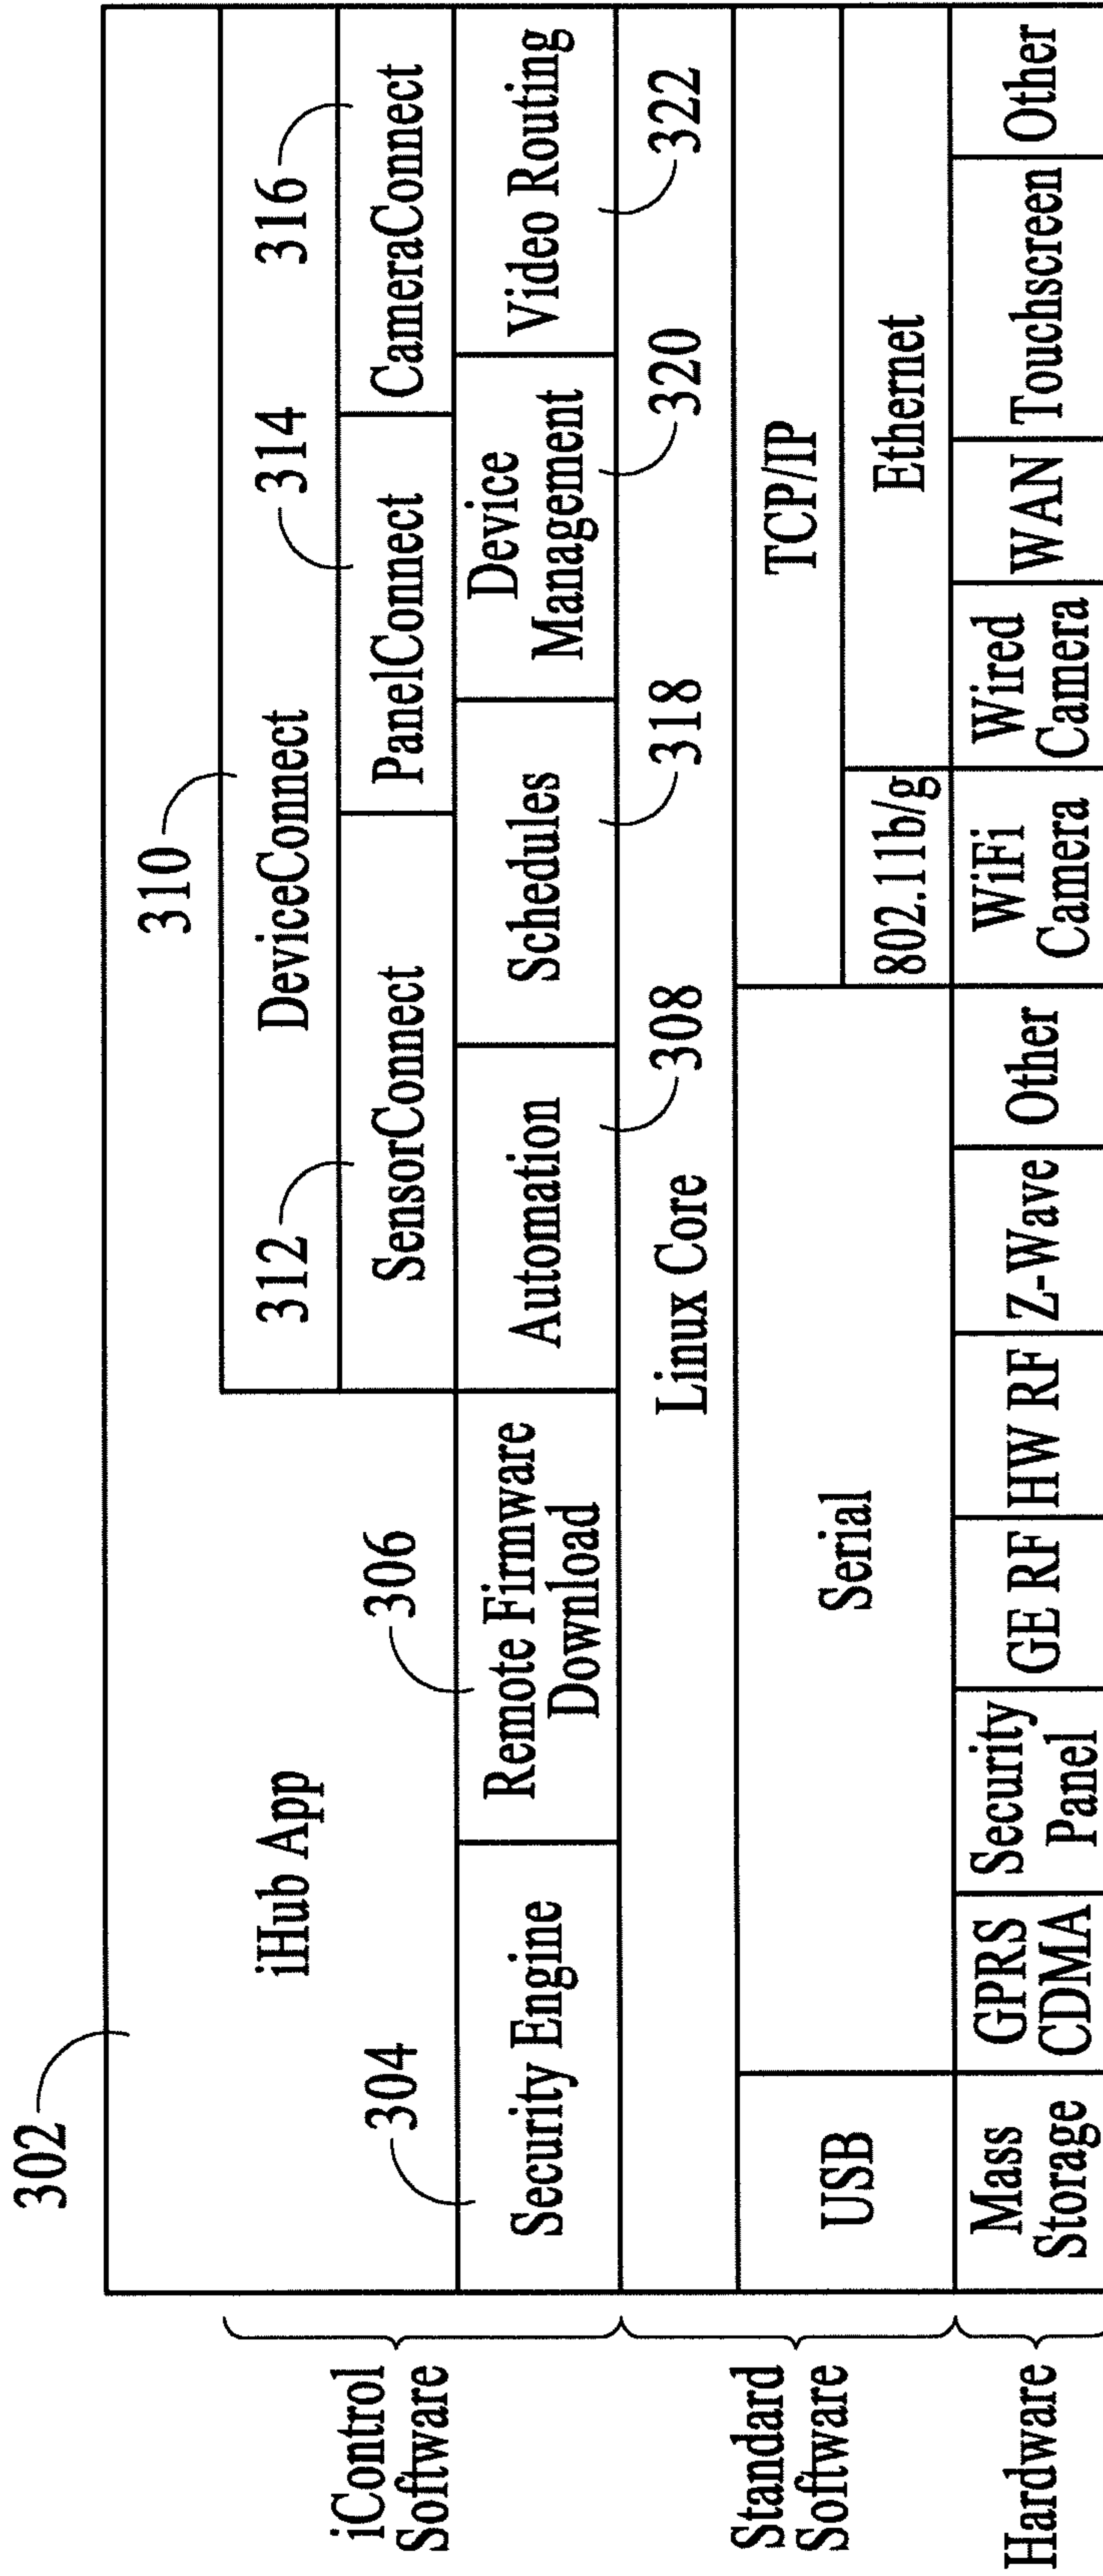 302
310
iHub App
312
DeviceConnect
314
316
304
306
SensorConnect
PanelConnect
CameraConnect
iControl
Software
Security Engine
Remote Firmware
Download
Automation
Schedules
Device
Management
Video Routing
Linux Core
308
318
320
322
Standard
Software
USB
Serial
TCP/IP
802.11b/g
Ethernet
Hardware
Mass
Storage
GPRS
CDMA
Security
Panel
GE RF
HW RF
Z-Wave
Other
WiFi
Camera
Wired
Camera
WAN
Touchscreen
Other